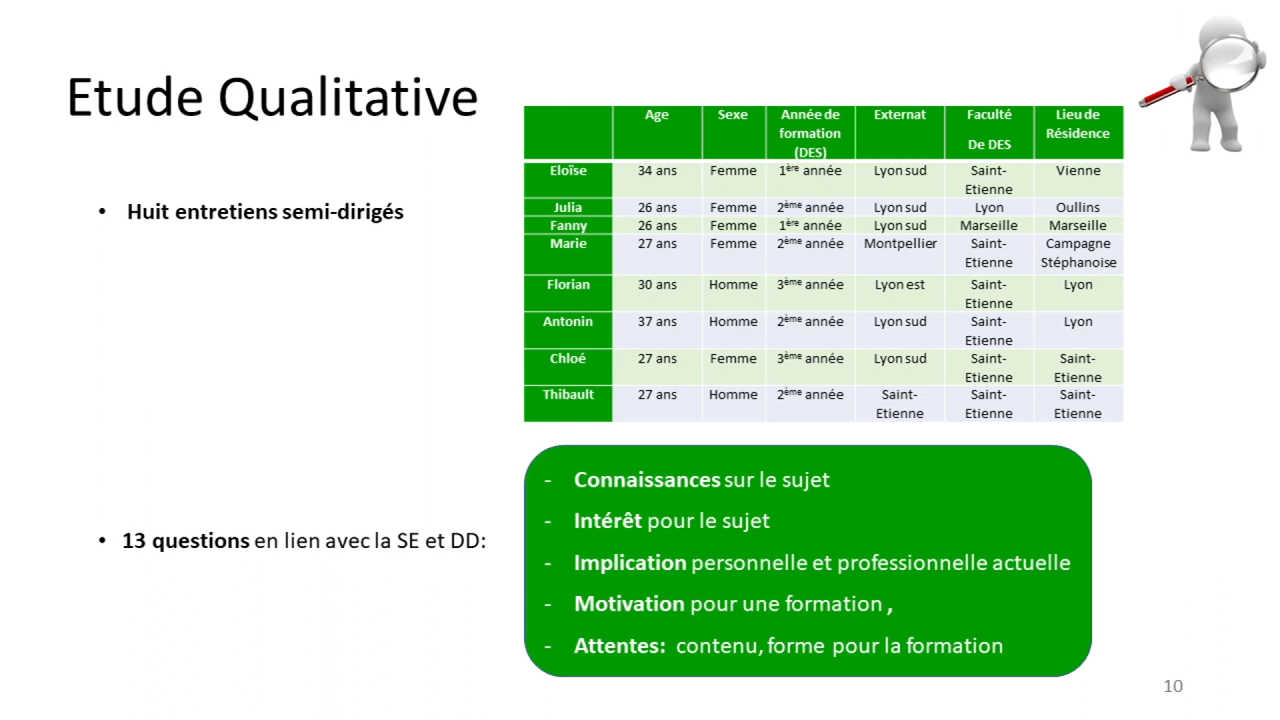 Etude Qualitative
Age Sexe Année de formation (DES) Externat Faculté De DES Lieu de Résidence
Eloïse 34 ans Femme 1ère année Lyon sud Saint-Etienne Vienne
Julia 26 ans Femme 2ème année Lyon sud Lyon Oullins
Fanny 26 ans Femme 1ère année Lyon sud Marseille Marseille
Marie 27 ans Femme 2ème année Montpellier Saint-Etienne Campagne Stéphanoise
Florian 30 ans Homme 3ème année Lyon est Saint-Etienne Lyon
Antonin 37 ans Homme 2ème année Lyon sud Saint-Etienne Lyon
Chloé 27 ans Femme 3ème année Lyon sud Saint-Etienne Saint-Etienne
Thibault 27 ans Homme 2ème année Saint-Etienne Saint-Etienne Saint-Etienne
• Huit entretiens semi-dirigés
• 13 questions en lien avec la SE et DD:
- Connaissances sur le sujet
- Intérêt pour le sujet
- Implication personnelle et professionnelle actuelle
- Motivation pour une formation ,
- Attentes: contenu, forme pour la formation
10